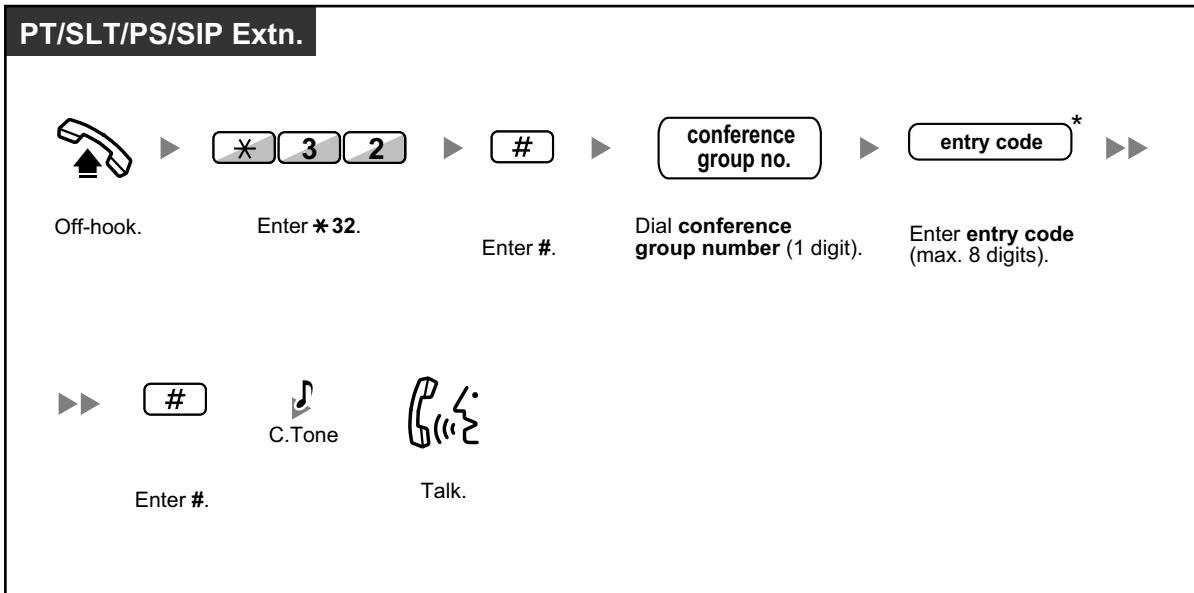 PT/SLT/PS/SIP Extn.
* 3 2
#
conference
group no.
entry code*
Off-hook.
Enter *32.
Enter #.
Dial conference
group number (1 digit).
Enter entry code
(max. 8 digits).
#
C.Tone
Enter #.
Talk.